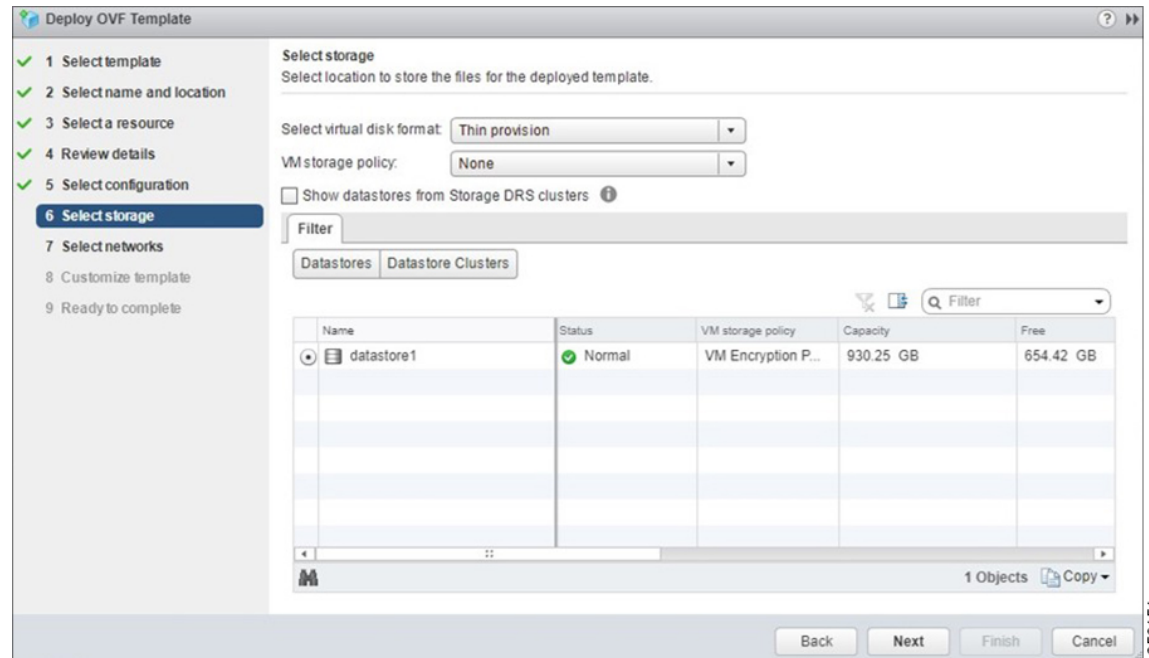 Deploy OVF Template
1 Select template
2 Select name and location
3 Select a resource
4 Review details
5 Select configuration
6 Select storage
7 Select networks
8 Customize template
9 Ready to complete
Select storage
Select location to store the files for the deployed template.
Select virtual disk format: Thin provision
VM storage policy: None
Show datastores from Storage DRS clusters
Filter
Datastores Datastore Clusters
Filter
Name Status VM storage policy Capacity Free
datastore1 Normal VM Encryption P... 930.25 GB 654.42 GB
1 Objects Copy
Back Next Finish Cancel